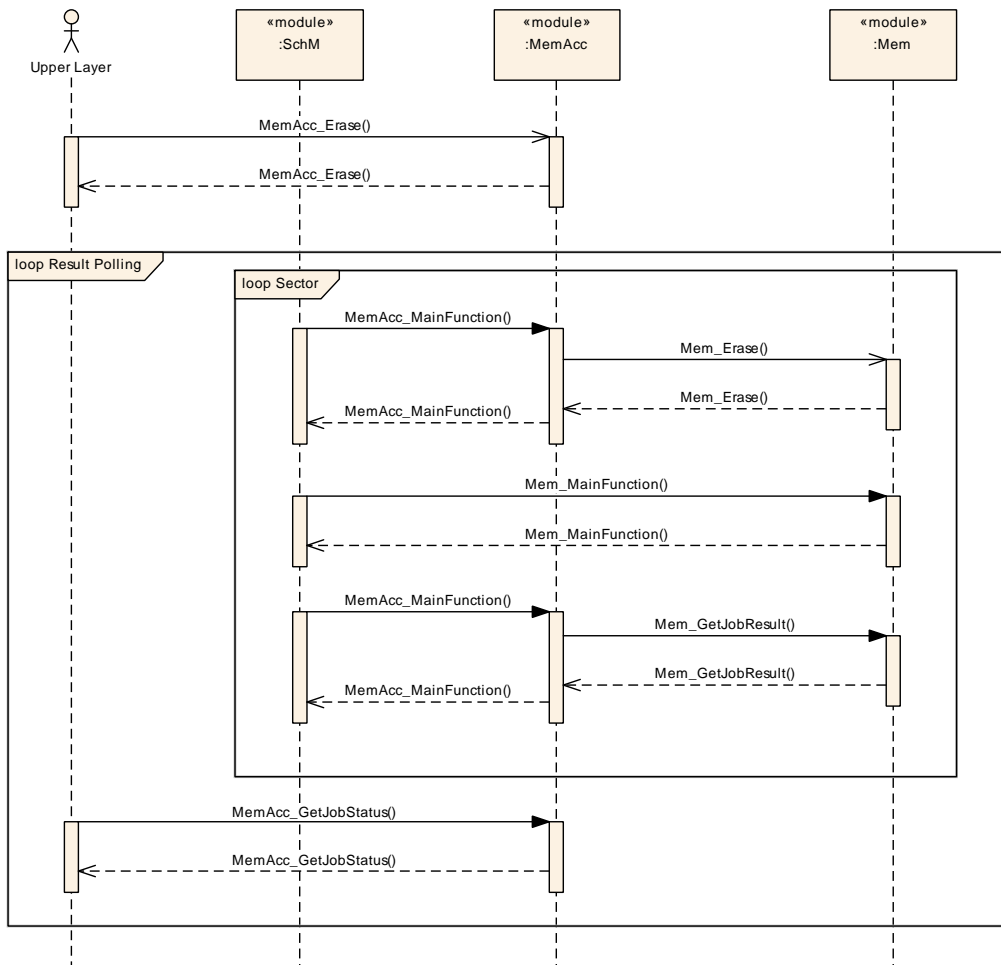 «module»
:SchM
«module»
:MemAcc
«module»
:Mem
Upper Layer
MemAcc_Erase()
MemAcc_Erase()
loop Result Polling
loop Sector
MemAcc_MainFunction()
Mem_Erase()
Mem_Erase()
MemAcc_MainFunction()
Mem_MainFunction()
Mem_MainFunction()
MemAcc_MainFunction()
Mem_GetJobResult()
Mem_GetJobResult()
MemAcc_MainFunction()
MemAcc_GetJobStatus()
MemAcc_GetJobStatus()